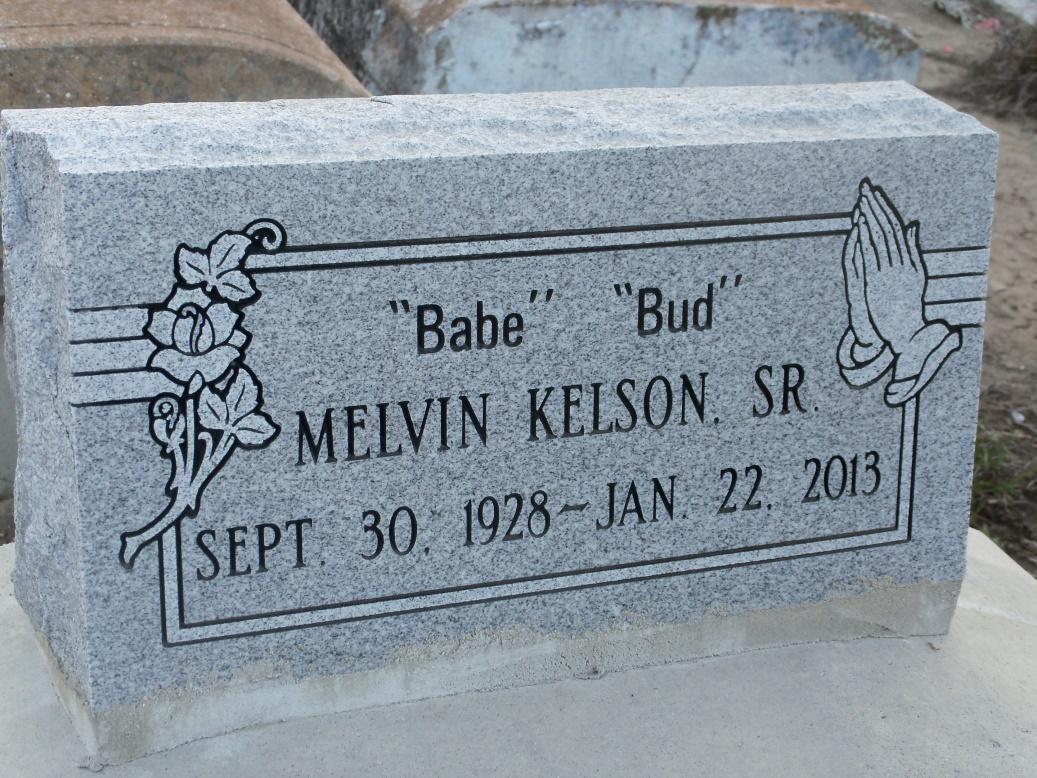 "Babe" "Bud"
MELVIN KELSON, SR.
SEPT. 30, 1928~JAN. 22, 2013